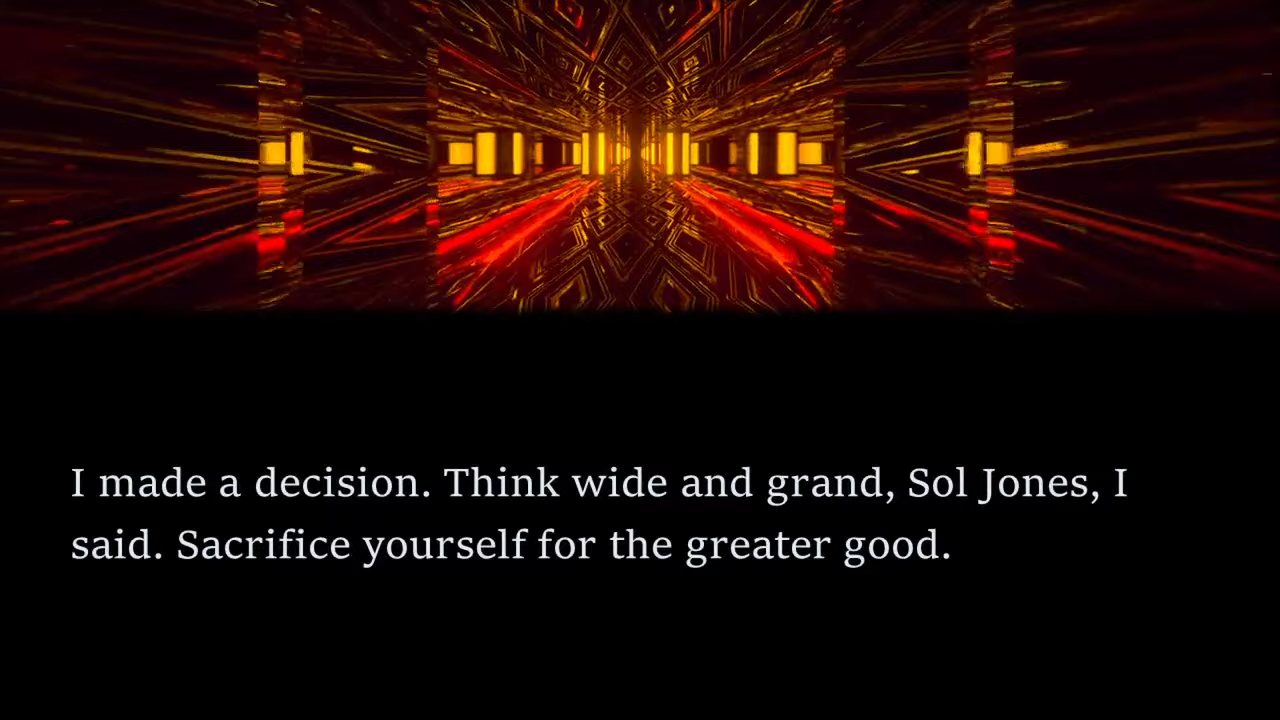 I made a decision. Think wide and grand, Sol Jones, I
said. Sacrifice yourself for the greater good.